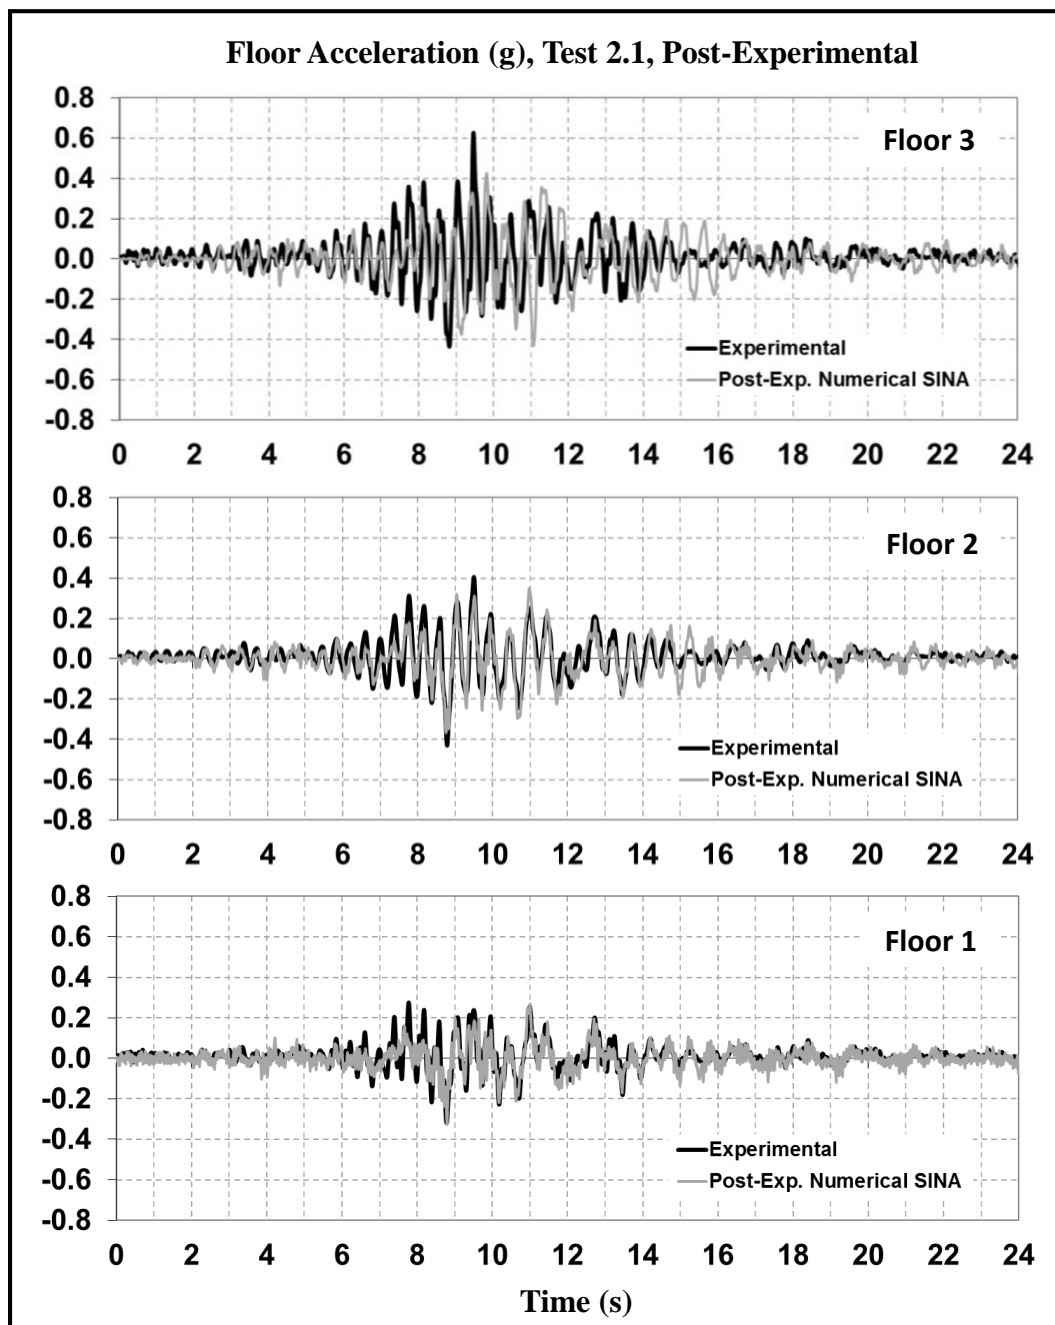 Floor Acceleration (g), Test 2.1, Post-Experimental
0.8
0.6
0.4
0.2
0.0
-0.2
-0.4
-0.6
-0.8
Floor 3
Experimental
Post-Exp. Numerical SINA
0 2 4 6 8 10 12 14 16 18 20 22 24
0.8
0.6
0.4
0.2
0.0
-0.2
-0.4
-0.6
-0.8
Floor 2
Experimental
Post-Exp. Numerical SINA
0 2 4 6 8 10 12 14 16 18 20 22 24
0.8
0.6
0.4
0.2
0.0
-0.2
-0.4
-0.6
-0.8
Floor 1
Experimental
Post-Exp. Numerical SINA
0 2 4 6 8 10 12 14 16 18 20 22 24
Time (s)